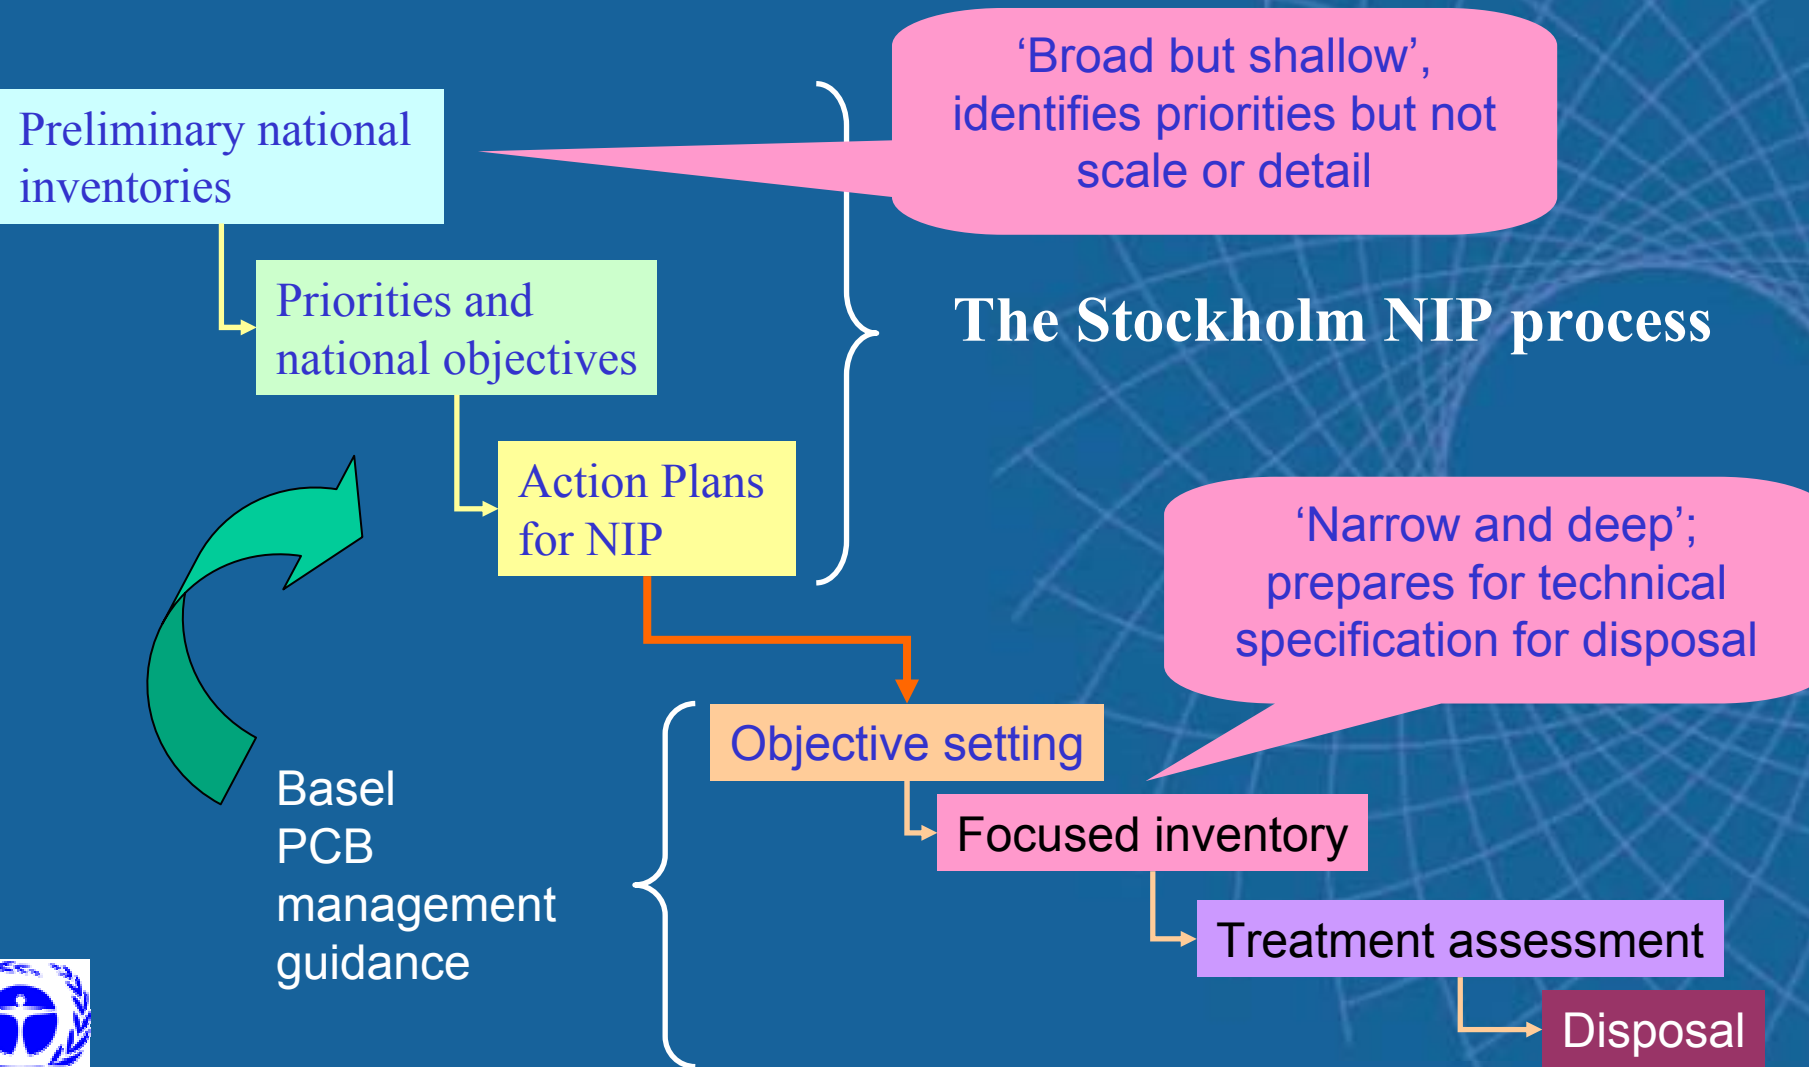 ‘Broad but shallow’,
identifies priorities but not
scale or detail
Preliminary national
inventories
Priorities and
national objectives
The Stockholm NIP process
Action Plans
for NIP
‘Narrow and deep’;
prepares for technical
specification for disposal
Objective setting
Basel
PCB
management
guidance
Focused inventory
Treatment assessment
Disposal